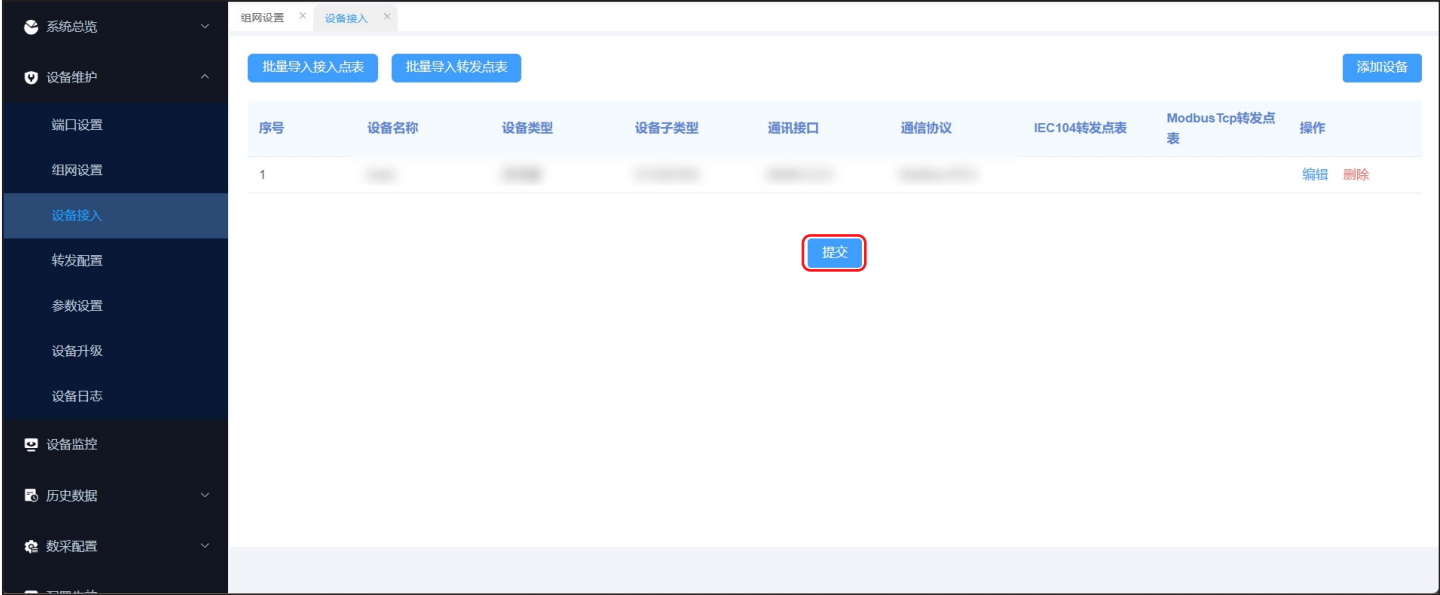 系统总览
设备维护
端口设置
组网设置
设备接入
转发配置
参数设置
设备升级
设备日志
设备监控
历史数据
数采配置
组网设置 × 设备接入 ×
批量导入接入点表 批量导入转发点表 添加设备
序号 设备名称 设备类型 设备子类型 通讯接口 通信协议 IEC104转发点表 ModbusTcp转发点
表 操作
1 编辑 删除
提交